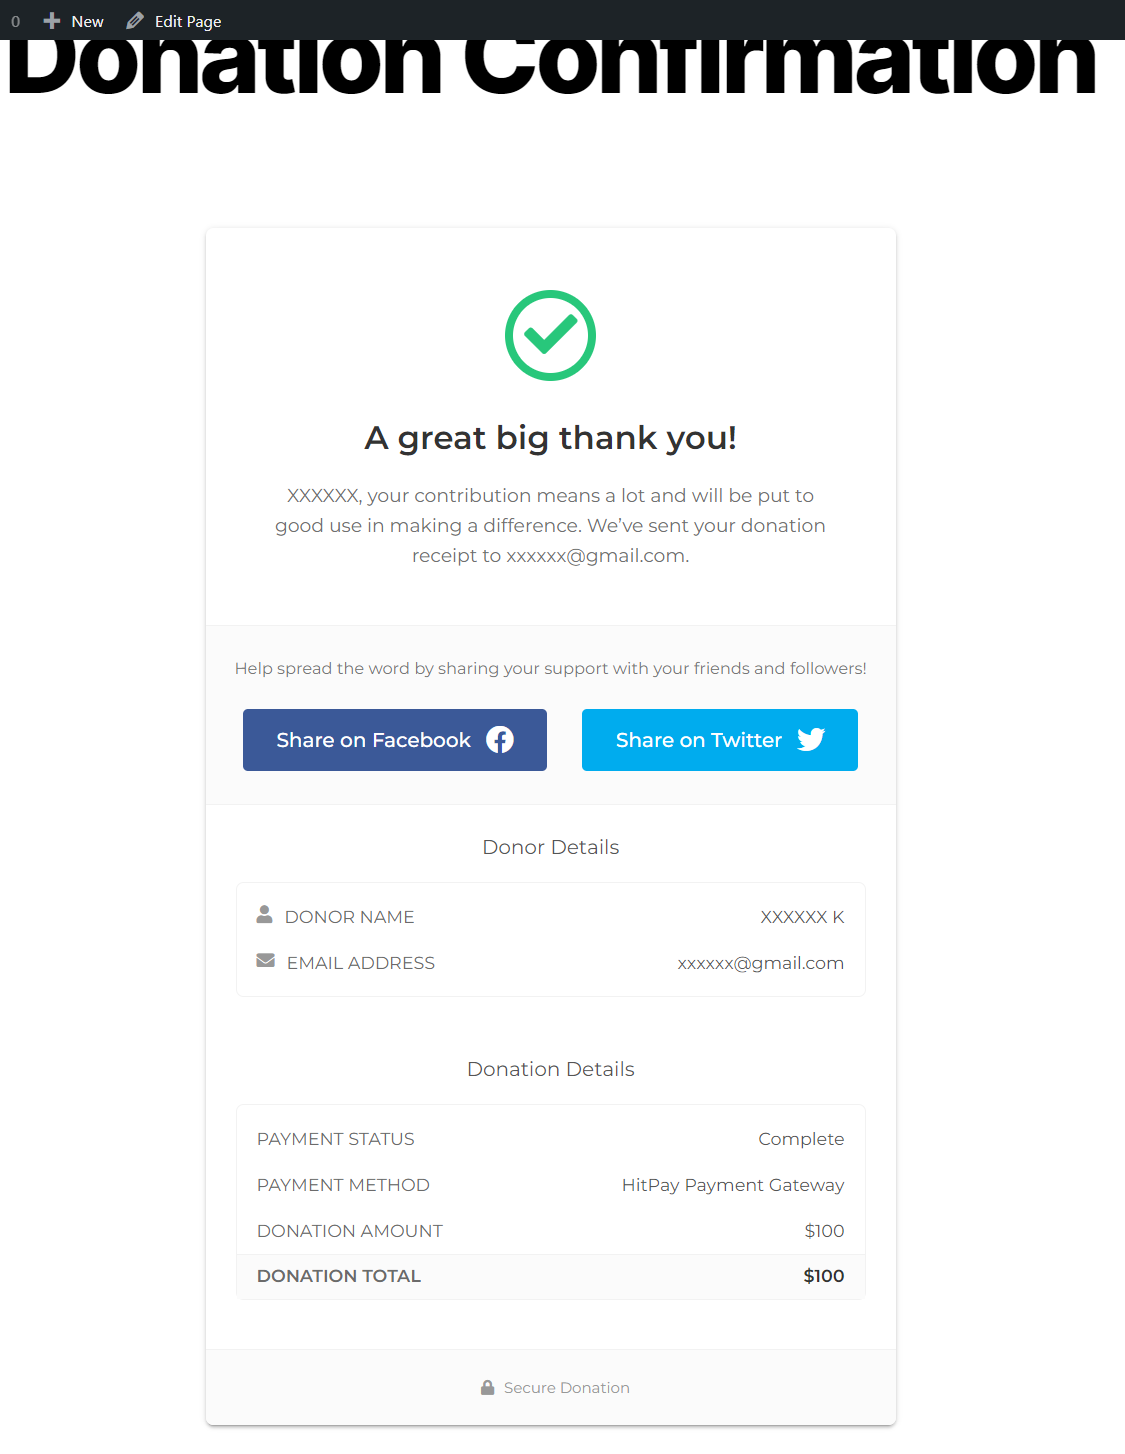 0 New Edit Page
Donation Confirmation
A great big thank you!
XXXXXX, your contribution means a lot and will be put to
good use in making a difference. We’ve sent your donation
receipt to xxxxxx@gmail.com.
Help spread the word by sharing your support with your friends and followers!
Share on Facebook Share on Twitter
Donor Details
DONOR NAME XXXXXX K
EMAIL ADDRESS xxxxxx@gmail.com
Donation Details
PAYMENT STATUS Complete
PAYMENT METHOD HitPay Payment Gateway
DONATION AMOUNT $100
DONATION TOTAL $100
Secure Donation